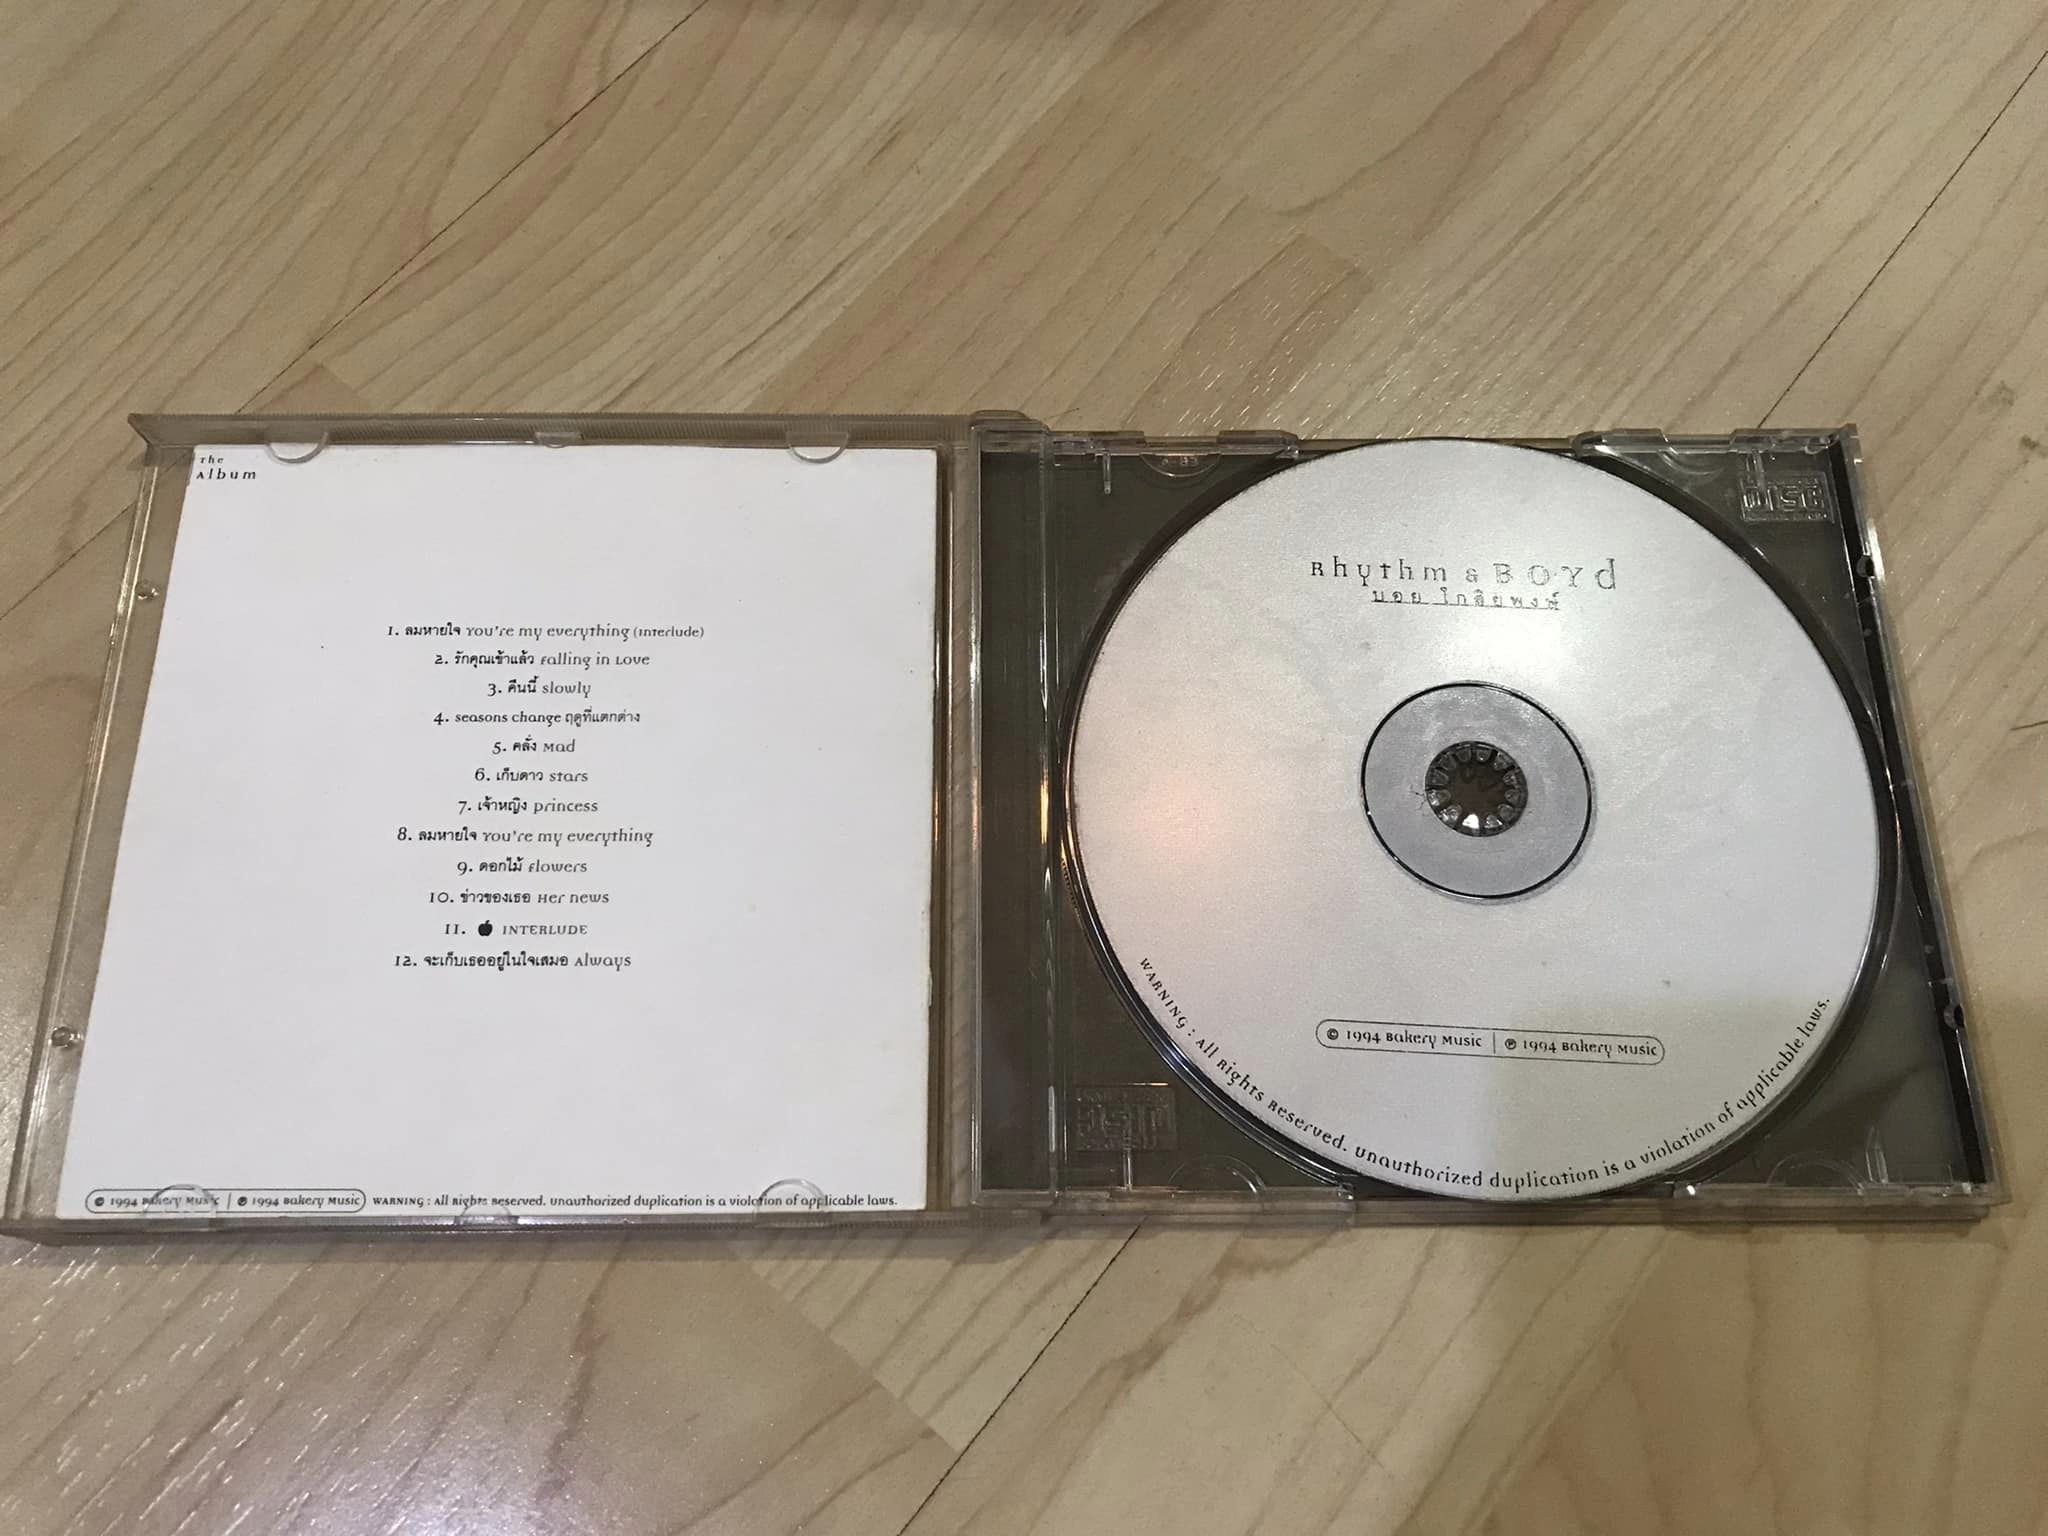 The
Album
1. ลมหายใจ You're my everything (Interlude)
2. รักคุณเข้าแล้ว Falling in Love
3. คืนนี้ slowly
4. seasons change ฤดูที่แตกต่าง
5. คลั่ง Mad
6. เก็บดาว stars
7. เจ้าหญิง princess
8. ลมหายใจ You're my everything
9. ดอกไม้ Flowers
10. ข่าวของเธอ Her news
11. INTERLUDE
12. จะเก็บเธออยู่ในใจเสมอ Always
© 1994 Bakery Music | ℗ 1994 Bakery Music WARNING : All Rights Reserved. Unauthorized duplication is a violation of applicable laws.
Rhythm & BOYd
บอย โกสิยพงษ์
© 1994 Bakery Music | ℗ 1994 Bakery Music
WARNING : All Rights Reserved. Unauthorized duplication is a violation of applicable laws.
DISC